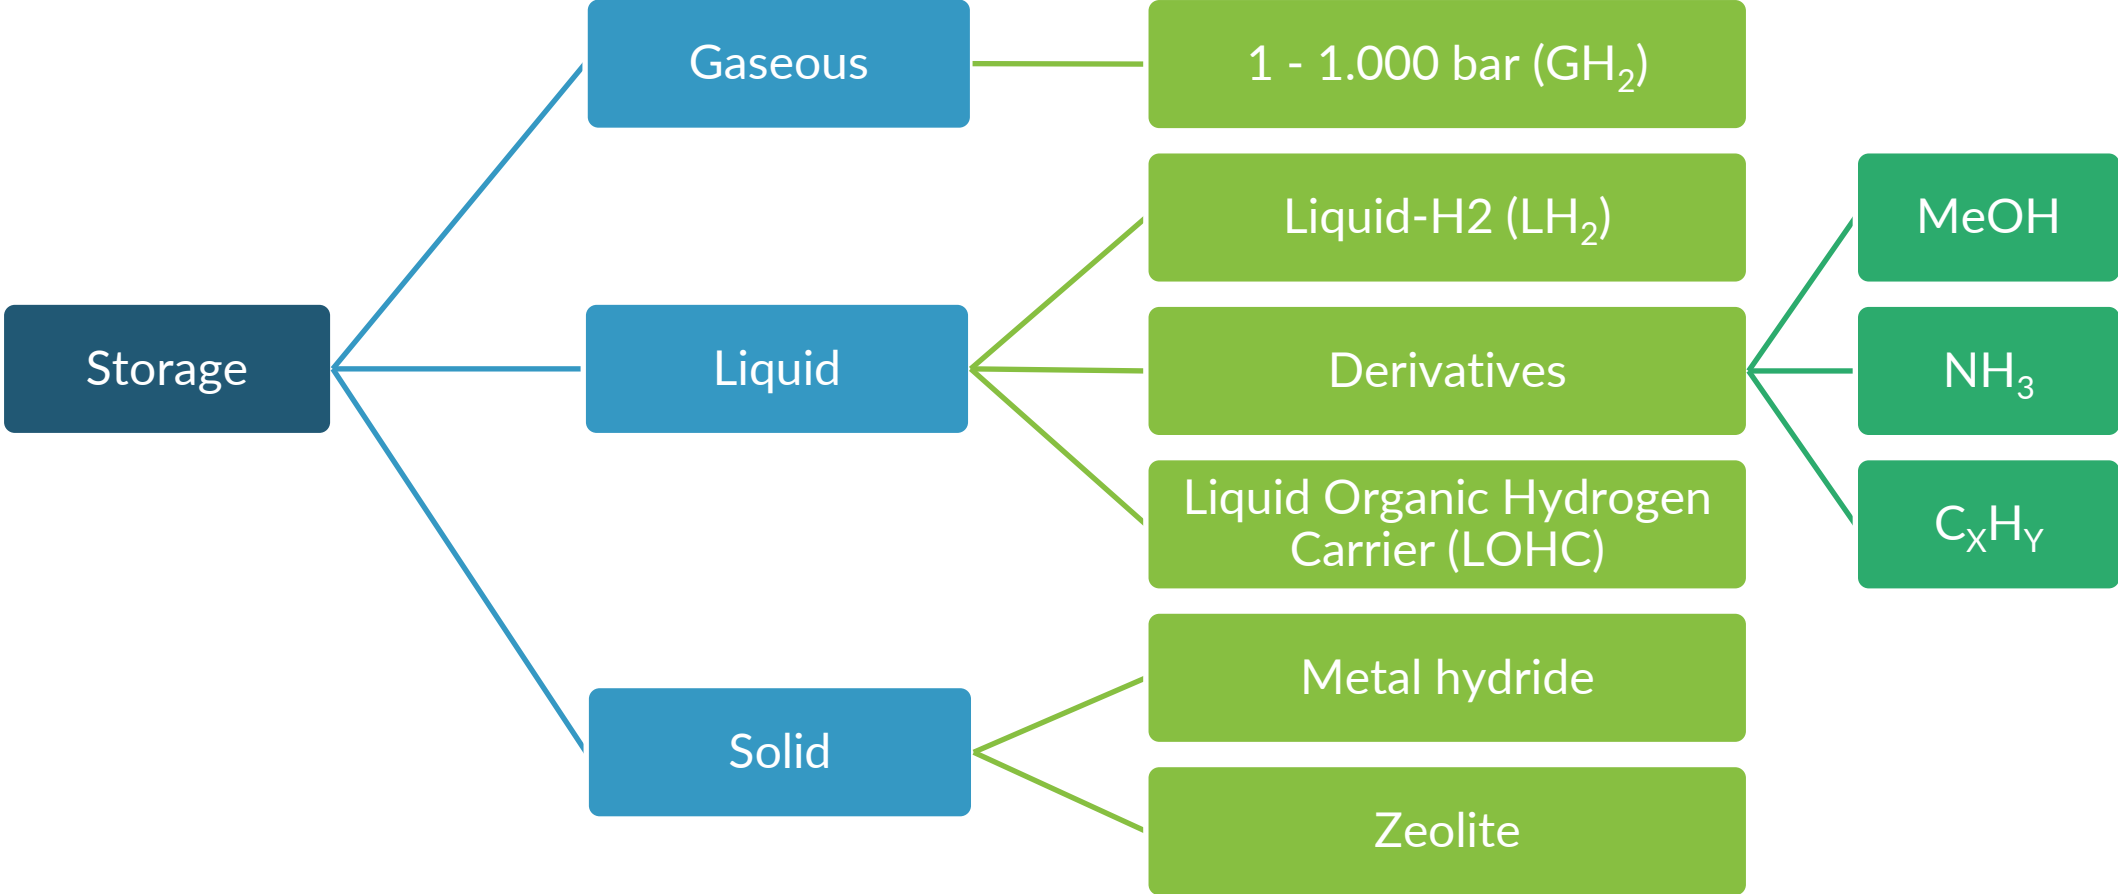 Storage
Gaseous
Liquid
Solid
1 - 1.000 bar (GH₂)
Liquid-H2 (LH₂)
Derivatives
Liquid Organic Hydrogen
Carrier (LOHC)
Metal hydride
Zeolite
MeOH
NH₃
CXHY